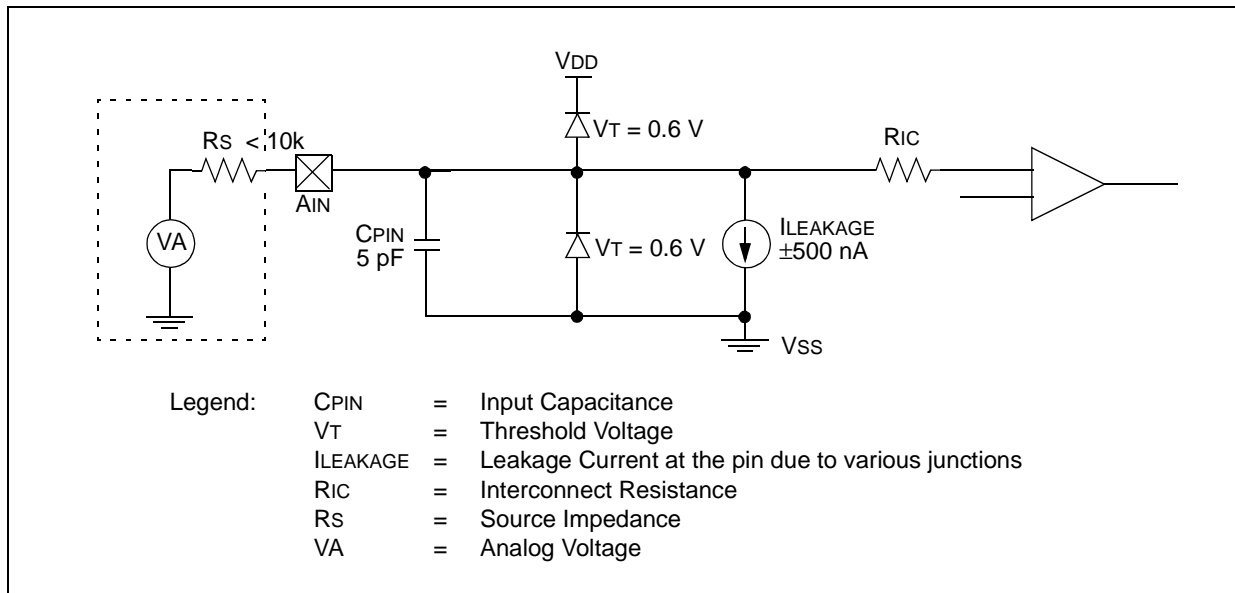 VDD
VT = 0.6 V
RS < 10k
RIC
AIN
VA
CPIN
5 pF
VT = 0.6 V
ILEAKAGE
±500 nA
VSS
Legend:
CPIN = Input Capacitance
VT = Threshold Voltage
ILEAKAGE = Leakage Current at the pin due to various junctions
RIC = Interconnect Resistance
RS = Source Impedance
VA = Analog Voltage